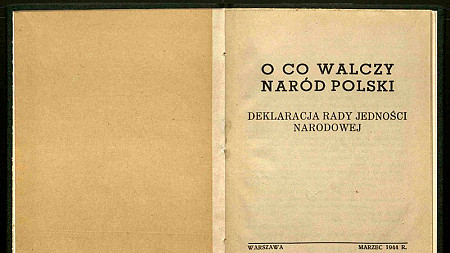 O CO WALCZY
NARÓD POLSKI
DEKLARACJA RADY JEDNOŚCI
NARODOWEJ
WARSZAWA MARZEC 1944 R.